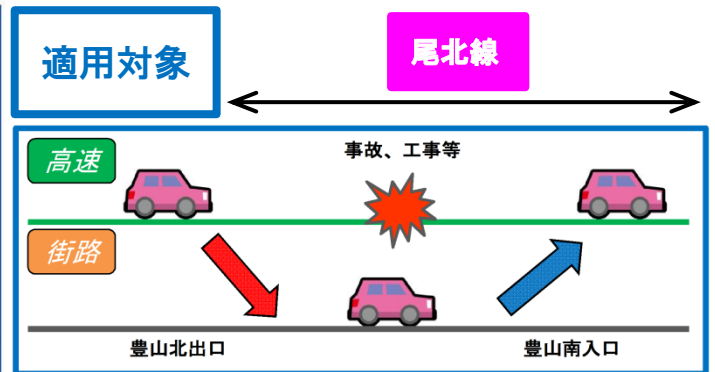 適用対象
尾北線
高速
事故、工事等
街路
豊山北出口
豊山南入口